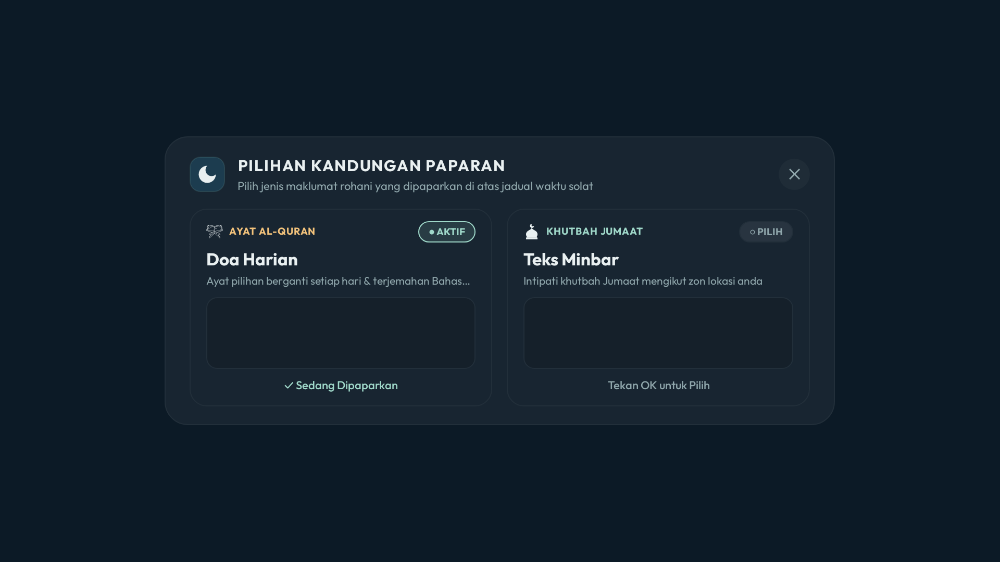 PILIHAN KANDUNGAN PAPARAN
Pilih jenis maklumat rohani yang dipaparkan di atas jadual waktu solat
AYAT AL-QURAN
AKTIF
Doa Harian
Ayat pilihan berganti setiap hari & terjemahan Bahas...
✓ Sedang Dipaparkan
KHUTBAH JUMAAT
PILIH
Teks Minbar
Intipati khutbah Jumaat mengikut zon lokasi anda
Tekan OK untuk Pilih